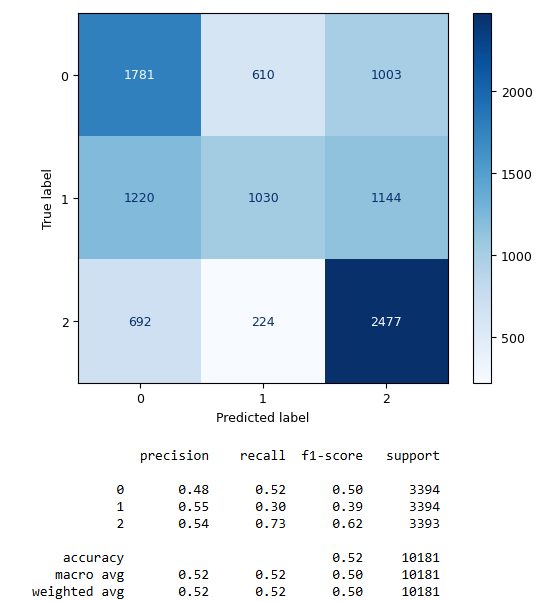 0 1781 610 1003
2000
1500
True label
1 1220 1030 1144
1000
2 692 224 2477
500
0 1 2
Predicted label
precision recall f1-score support
0 0.48 0.52 0.50 3394
1 0.55 0.30 0.39 3394
2 0.54 0.73 0.62 3393
accuracy 0.52 10181
macro avg 0.52 0.52 0.50 10181
weighted avg 0.52 0.52 0.50 10181